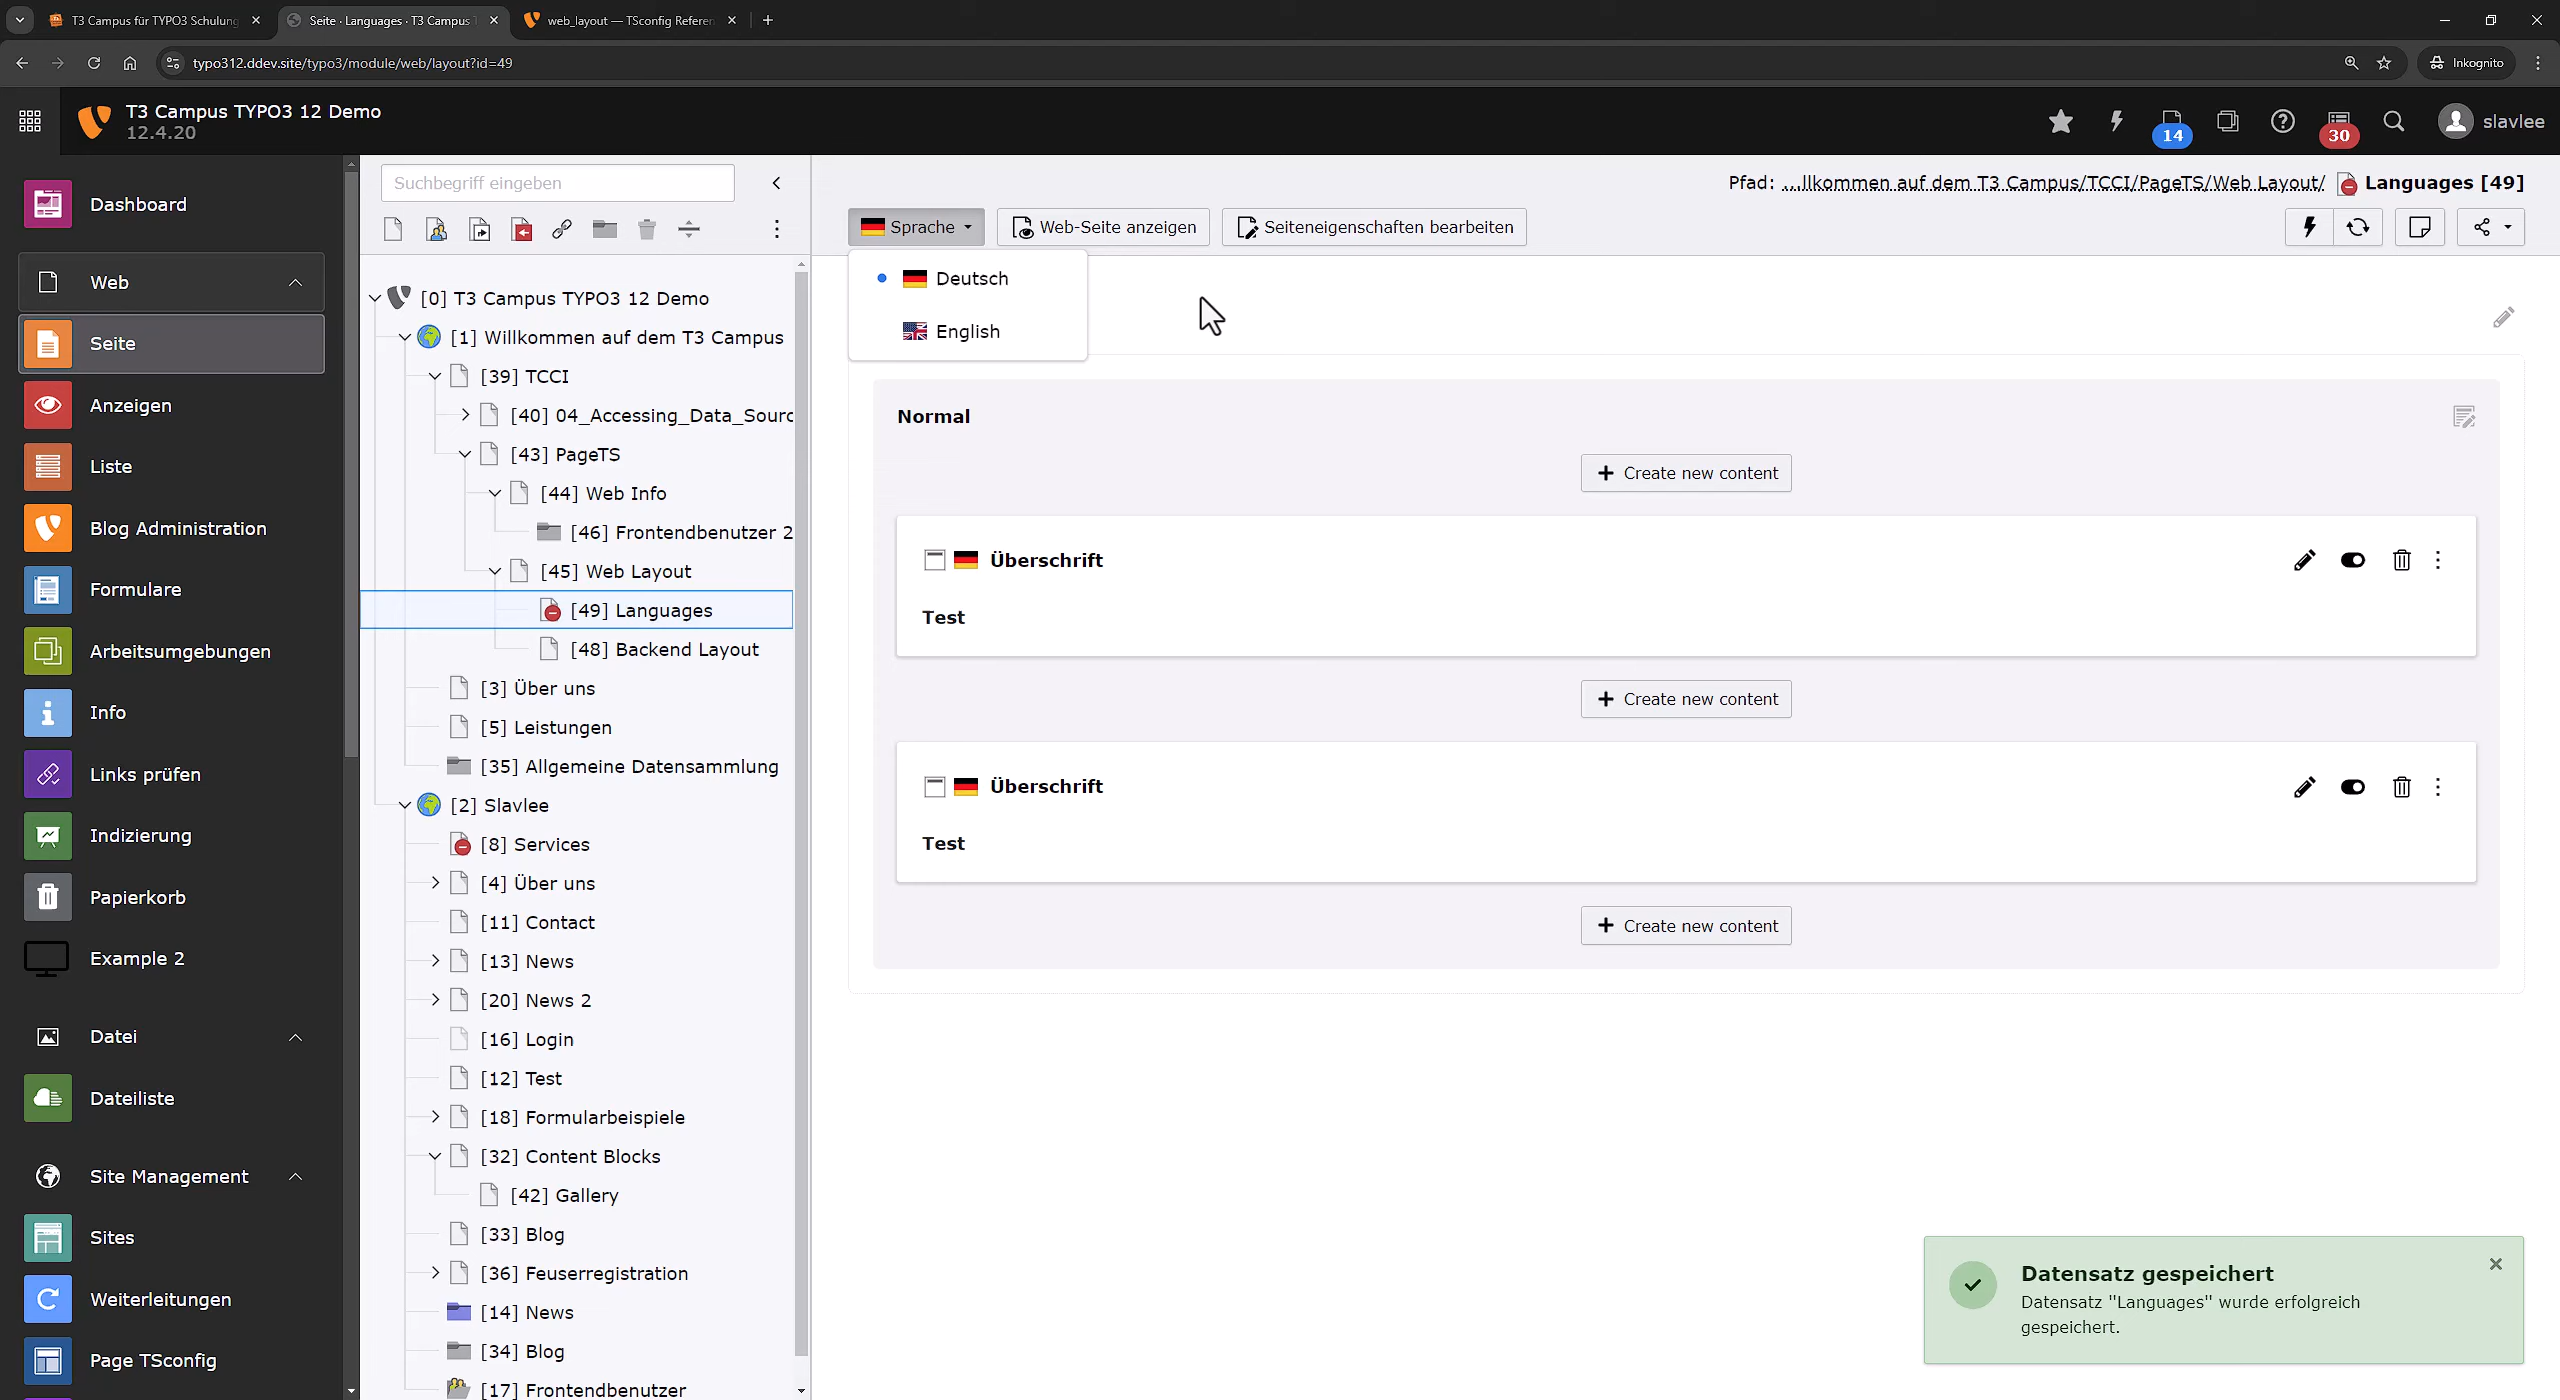 T3 Campus für TYPO3 Schulung
Seite · Languages · T3 Campus T
web_layout — TSconfig Referen
typo312.ddev.site/typo3/module/web/layout?id=49
Inkognito
T3 Campus TYPO3 12 Demo
12.4.20
14
30
slavlee
Dashboard
Web
Seite
Anzeigen
Liste
Blog Administration
Formulare
Arbeitsumgebungen
Info
Links prüfen
Indizierung
Papierkorb
Example 2
Datei
Dateiliste
Site Management
Sites
Weiterleitungen
Page TSconfig
Suchbegriff eingeben
[0] T3 Campus TYPO3 12 Demo
[1] Willkommen auf dem T3 Campus
[39] TCCI
[40] 04_Accessing_Data_Sourc
[43] PageTS
[44] Web Info
[46] Frontendbenutzer 2
[45] Web Layout
[49] Languages
[48] Backend Layout
[3] Über uns
[5] Leistungen
[35] Allgemeine Datensammlung
[2] Slavlee
[8] Services
[4] Über uns
[11] Contact
[13] News
[20] News 2
[16] Login
[12] Test
[18] Formularbeispiele
[32] Content Blocks
[42] Gallery
[33] Blog
[36] Feuserregistration
[14] News
[34] Blog
[17] Frontendbenutzer
Pfad: ...llkommen auf dem T3 Campus/TCCI/PageTS/Web Layout/ Languages [49]
Sprache
Web-Seite anzeigen
Seiteneigenschaften bearbeiten
Deutsch
English
Normal
Create new content
Überschrift
Test
Create new content
Überschrift
Test
Create new content
Datensatz gespeichert
Datensatz "Languages" wurde erfolgreich
gespeichert.